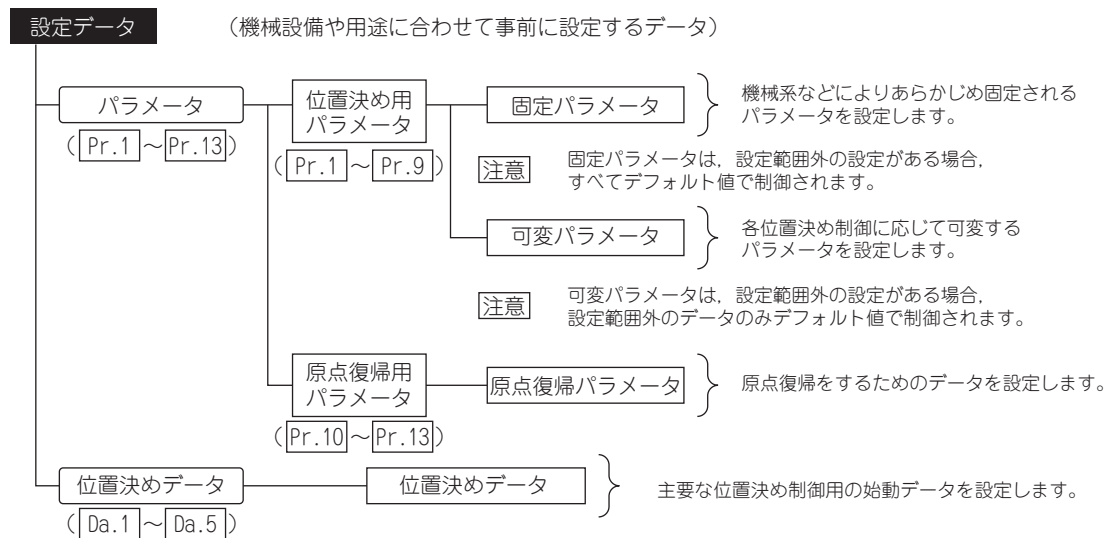 設定データ
（機械設備や用途に合わせて事前に設定するデータ）
パラメータ
（Pr.1～Pr.13）
位置決め用
パラメータ
（Pr.1～Pr.9）
固定パラメータ
機械系などによりあらかじめ固定される
パラメータを設定します。
注意
固定パラメータは，設定範囲外の設定がある場合，
すべてデフォルト値で制御されます。
可変パラメータ
各位置決め制御に応じて可変する
パラメータを設定します。
注意
可変パラメータは，設定範囲外の設定がある場合，
設定範囲外のデータのみデフォルト値で制御されます。
原点復帰用
パラメータ
（Pr.10～Pr.13）
原点復帰パラメータ
原点復帰をするためのデータを設定します。
位置決めデータ
（Da.1～Da.5）
位置決めデータ
主要な位置決め制御用の始動データを設定します。